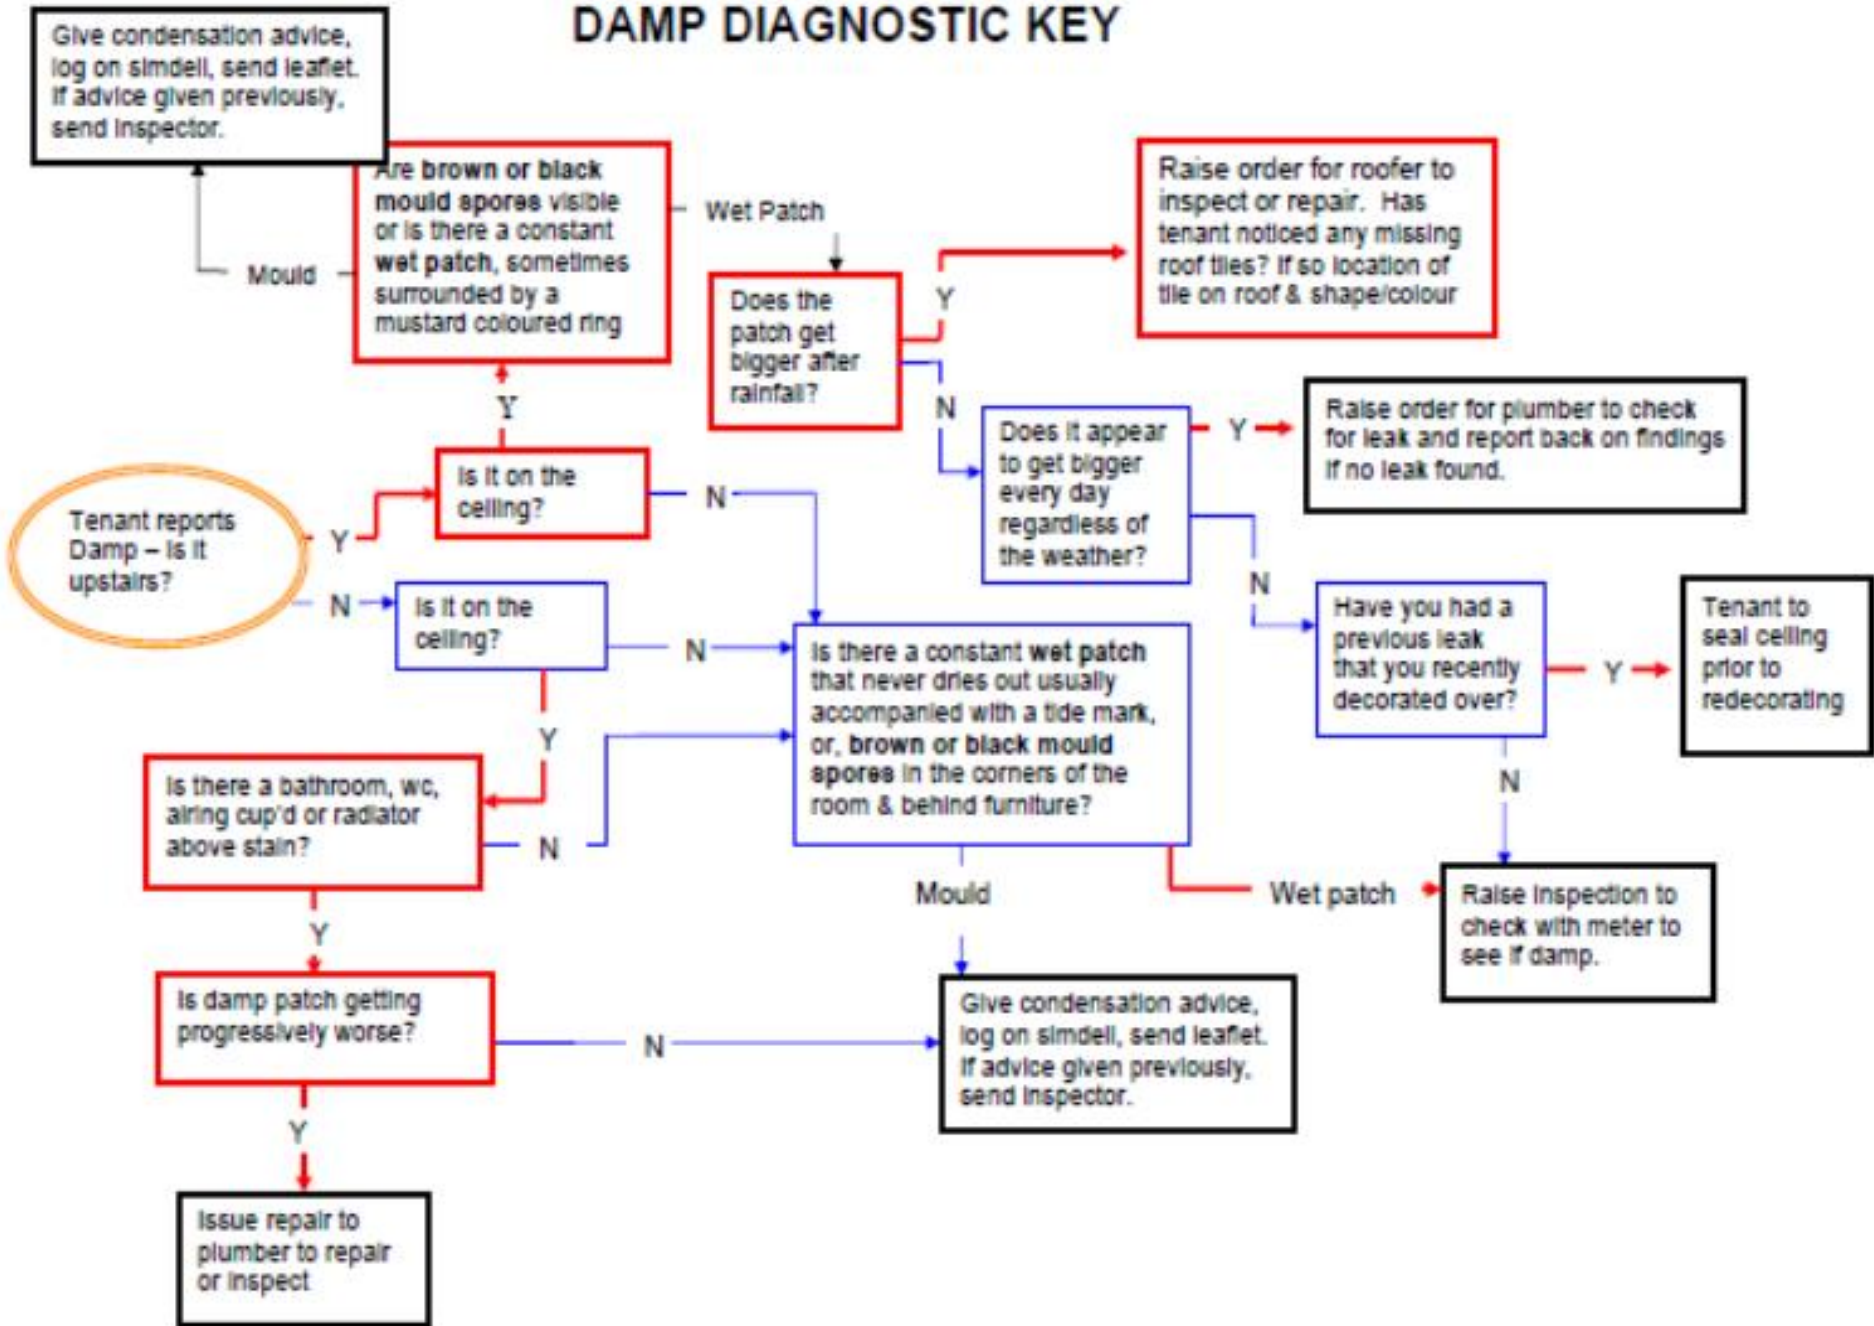 DAMP DIAGNOSTIC KEY
Give condensation advice,
log on simdell, send leaflet.
If advice given previously,
send inspector.
Are brown or black
mould spores visible
or is there a constant
wet patch, sometimes
surrounded by a
mustard coloured ring
Wet Patch
Mould
Raise order for roofer to
inspect or repair. Has
tenant noticed any missing
roof tiles? If so location of
tile on roof & shape/colour
Does the
patch get
bigger after
rainfall?
Y
N
Y
Raise order for plumber to check
for leak and report back on findings
if no leak found.
Does it appear
to get bigger
every day
regardless of
the weather?
Y
N
Is it on the
ceiling?
N
Tenant reports
Damp – is it
upstairs?
Y
N
Is it on the
ceiling?
N
Y
Have you had a
previous leak
that you recently
decorated over?
Y
N
Tenant to
seal ceiling
prior to
redecorating
Is there a constant wet patch
that never dries out usually
accompanied with a tide mark,
or, brown or black mould
spores in the corners of the
room & behind furniture?
Is there a bathroom, wc,
airing cup'd or radiator
above stain?
N
Y
Mould
Wet patch
Raise inspection to
check with meter to
see if damp.
Is damp patch getting
progressively worse?
N
Y
Give condensation advice,
log on simdell, send leaflet.
If advice given previously,
send inspector.
Issue repair to
plumber to repair
or inspect